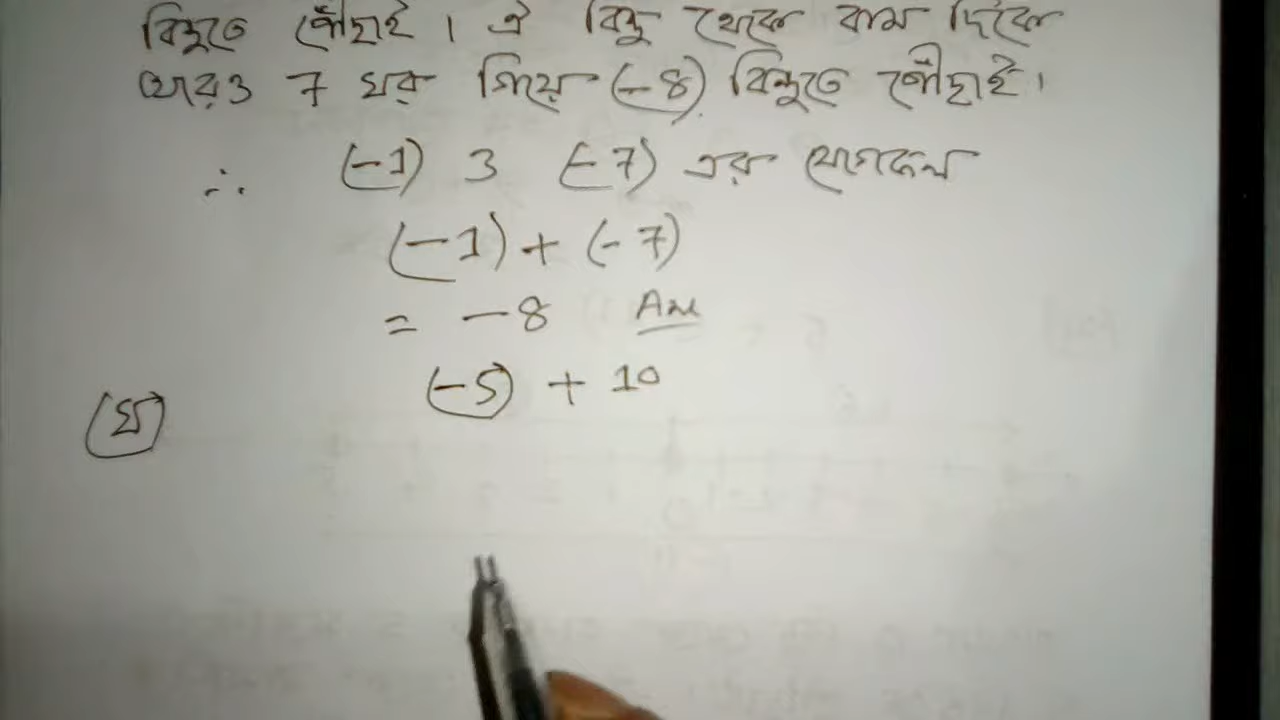 বিন্দুতে পৌঁছাই । ঐ বিন্দু থেকে বাম দিকে
আরও 7 ঘর গিয়ে (-8) বিন্দুতে পৌঁছাই।
∴ (-1) ও (-7) এর যোগফল
(-1) + (-7)
= -8 Ans
(ঘ) (-5) + 10